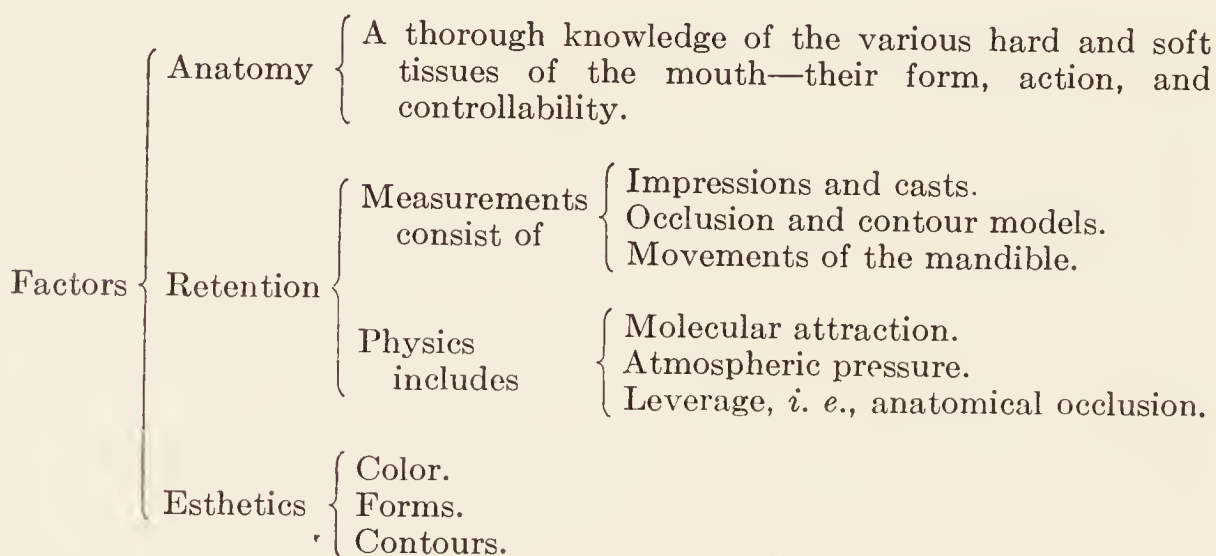 A thorough knowledge of the various hard and soft
Anatomy
tissues of the mouth—their form, action, and
controllability.
Factors
Retention
Measurements
consist of
Impressions and casts.
Occlusion and contour models.
Movements of the mandible.
Physics
includes
Molecular attraction.
Atmospheric pressure.
Leverage, i. e., anatomical occlusion.
Esthetics
Color.
Forms.
Contours.